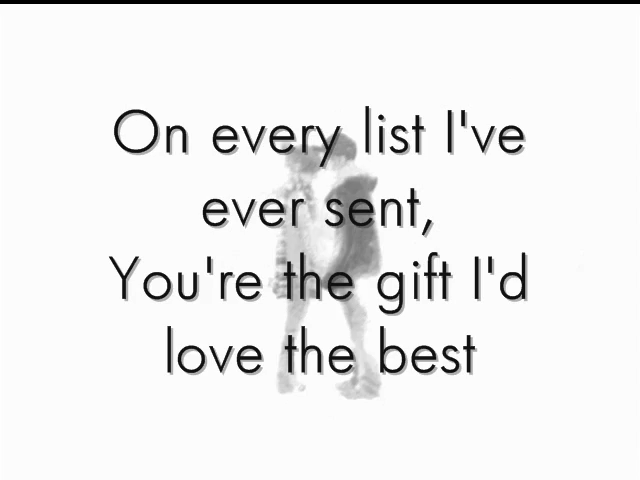 On every list I've
ever sent,
You're the gift I'd
love the best